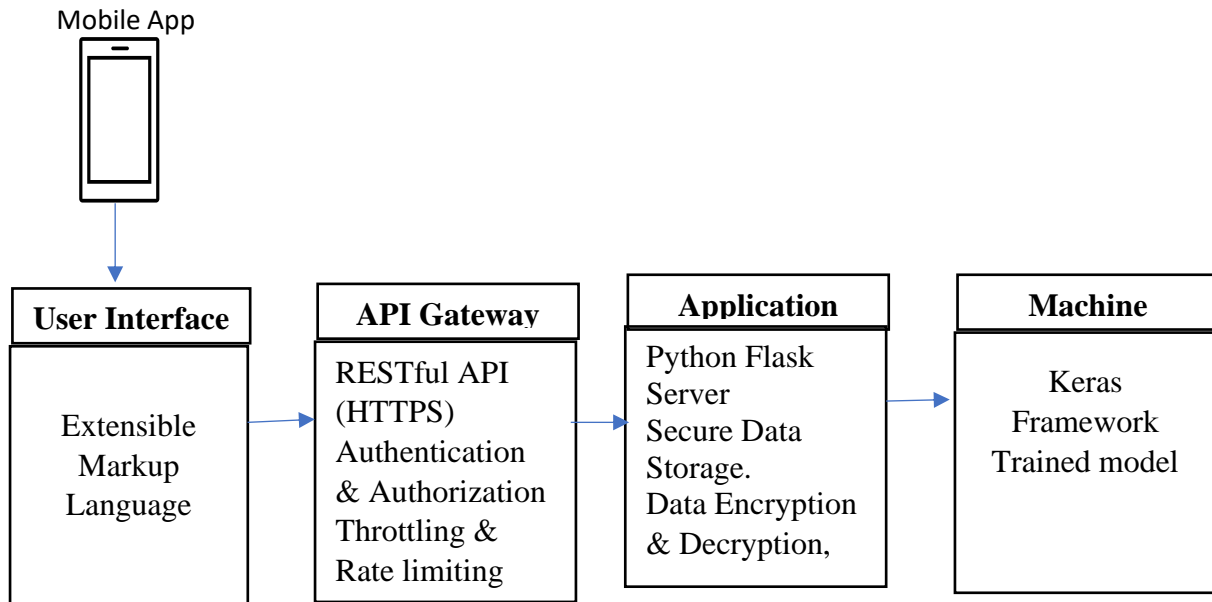 Mobile App
User Interface
Extensible
Markup
Language
API Gateway
RESTful API
(HTTPS)
Authentication
& Authorization
Throttling &
Rate limiting
Application
Python Flask
Server
Secure Data
Storage.
Data Encryption
& Decryption,
Machine
Keras
Framework
Trained model